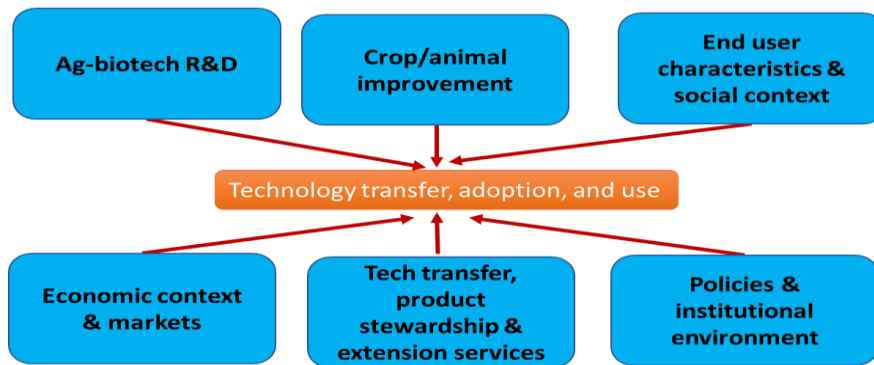 Ag-biotech R&D
Crop/animal
improvement
End user
characteristics &
social context
Technology transfer, adoption, and use
Economic context
& markets
Tech transfer,
product
stewardship &
extension services
Policies &
institutional
environment